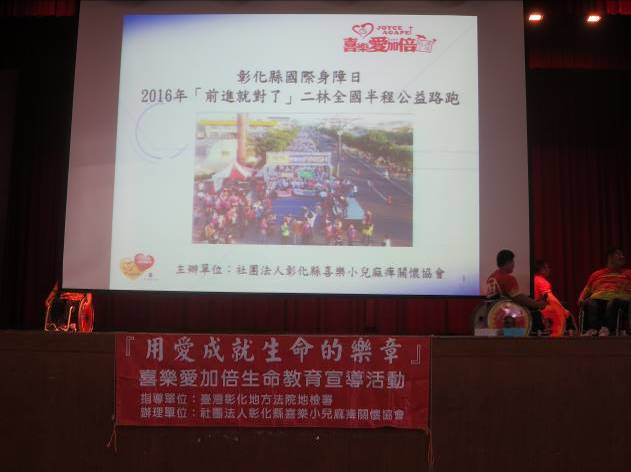 JOYCE
AGAPE!
喜樂愛加倍
彰化縣國際身障日
2016年「前進就對了」二林全國半程公益路跑
主辦單位：社團法人彰化縣喜樂小兒麻痺關懷協會
『用愛成就生命的樂章』
喜樂愛加倍生命教育宣導活動
指導單位：臺灣彰化地方法院地檢署
辦理單位：社團法人彰化縣喜樂小兒麻痺關懷協會